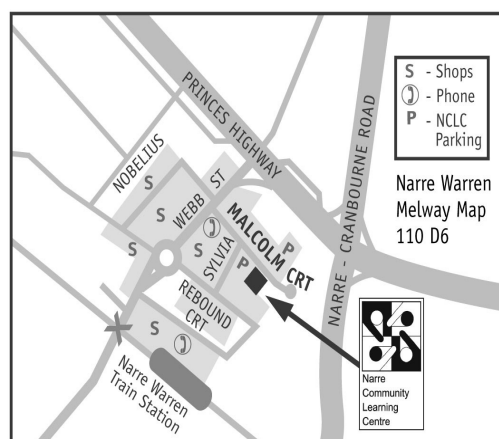 PRINCES HIGHWAY
NARRE - CRANBOURNE ROAD
S - Shops
- Phone
P - NCLC
Parking
Narre Warren
Melway Map
110 D6
NOBELIUS
S
S
S
WEBB ST
S
SYLVIA
MALCOLM CRT
P
P
REBOUND
CRT
S
Narre Warren
Train Station
Narre
Community
Learning
Centre